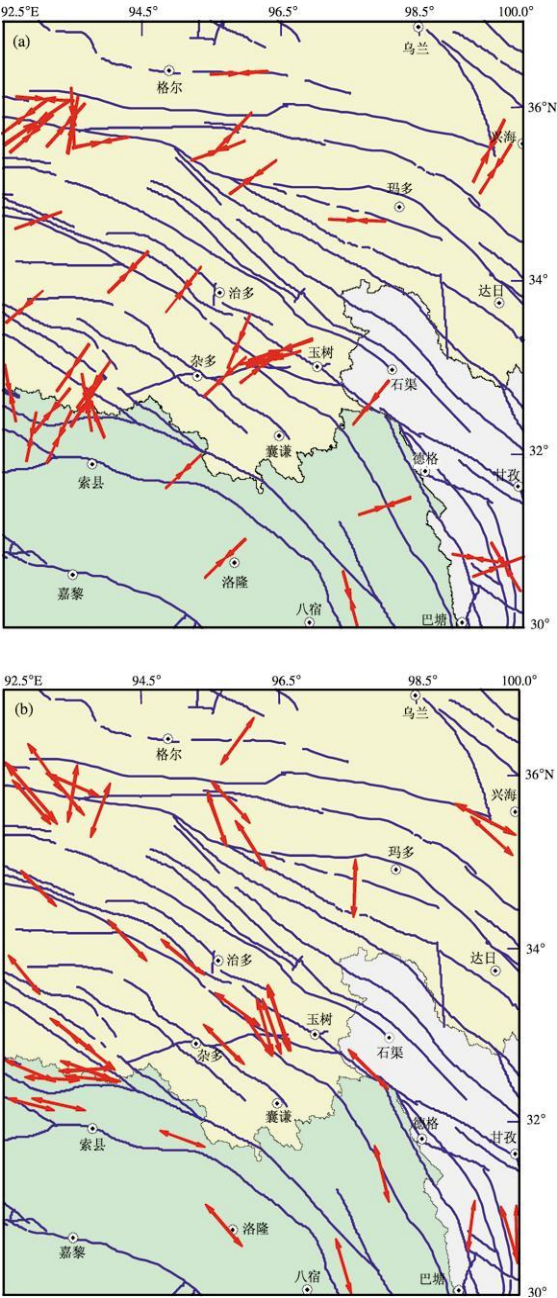 92.5°E 94.5° 96.5° 98.5° 100.0°
(a)
乌兰
格尔
36°N
兴海
玛多
34°
治多
达日
杂多
玉树
石渠
32°
囊谦
德格
甘孜
索县
洛隆
嘉黎
八宿
巴塘
30°
92.5°E 94.5° 96.5° 98.5° 100.0°
(b)
乌兰
格尔
36°N
兴海
玛多
34°
治多
达日
玉树
杂多
石渠
32°
囊谦
德格
甘孜
索县
洛隆
嘉黎
八宿
巴塘
30°